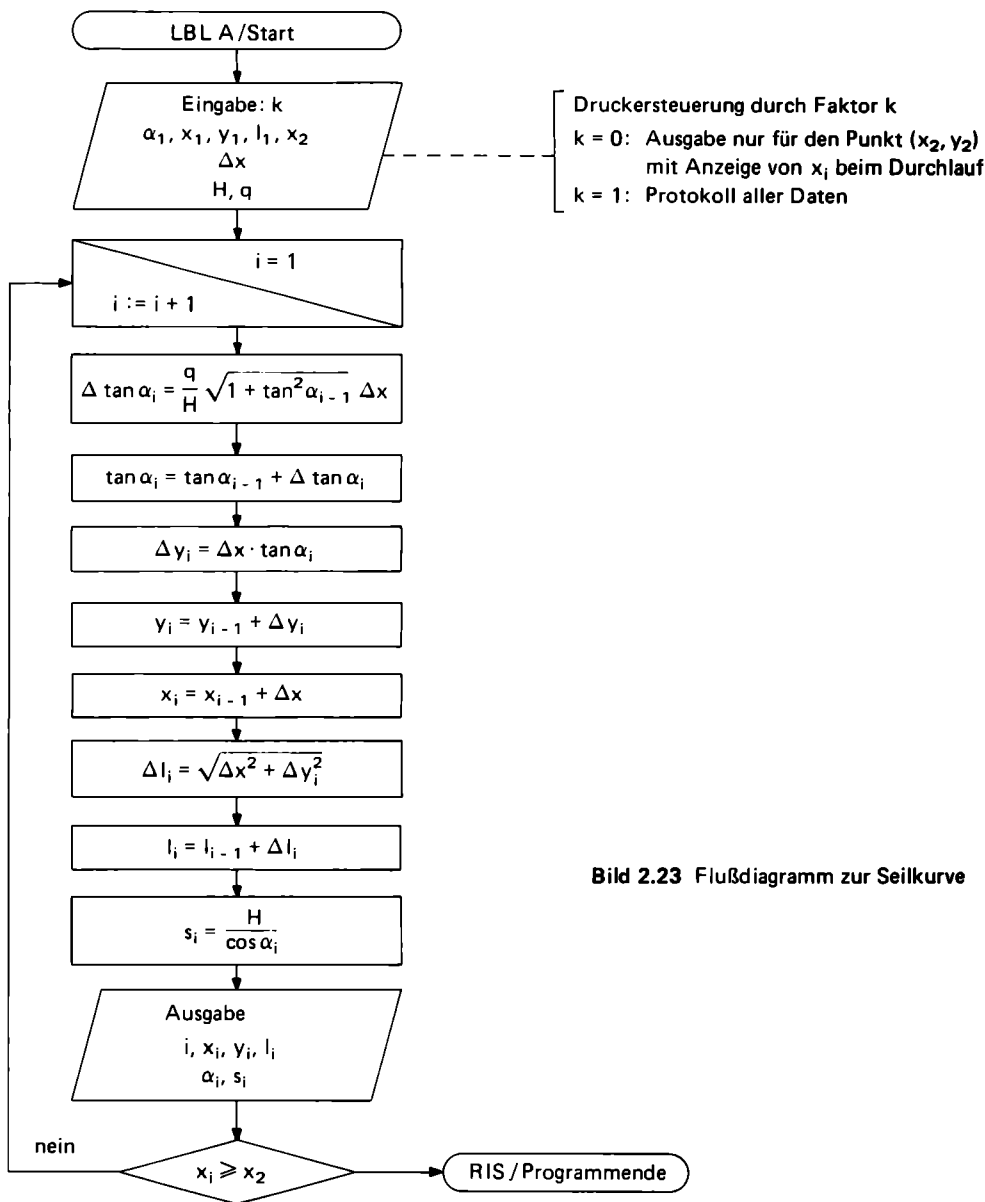 LBL A/Start
Eingabe: k
α₁, x₁, y₁, l₁, x₂
Δx
H, q
Druckersteuerung durch Faktor k
k = 0: Ausgabe nur für den Punkt (x₂, y₂)
mit Anzeige von xᵢ beim Durchlauf
k = 1: Protokoll aller Daten
i = 1
i := i + 1
Δ tan αᵢ = q/H √(1 + tan² αᵢ₋₁) Δx
tan αᵢ = tan αᵢ₋₁ + Δ tan αᵢ
Δyᵢ = Δx · tan αᵢ
yᵢ = yᵢ₋₁ + Δyᵢ
xᵢ = xᵢ₋₁ + Δx
Δlᵢ = √(Δx² + Δyᵢ²)
lᵢ = lᵢ₋₁ + Δlᵢ
Bild 2.23 Flußdiagramm zur Seilkurve
sᵢ = H/cos αᵢ
Ausgabe
i, xᵢ, yᵢ, lᵢ
αᵢ, sᵢ
nein
xᵢ ⩾ x₂
RIS/Programmende